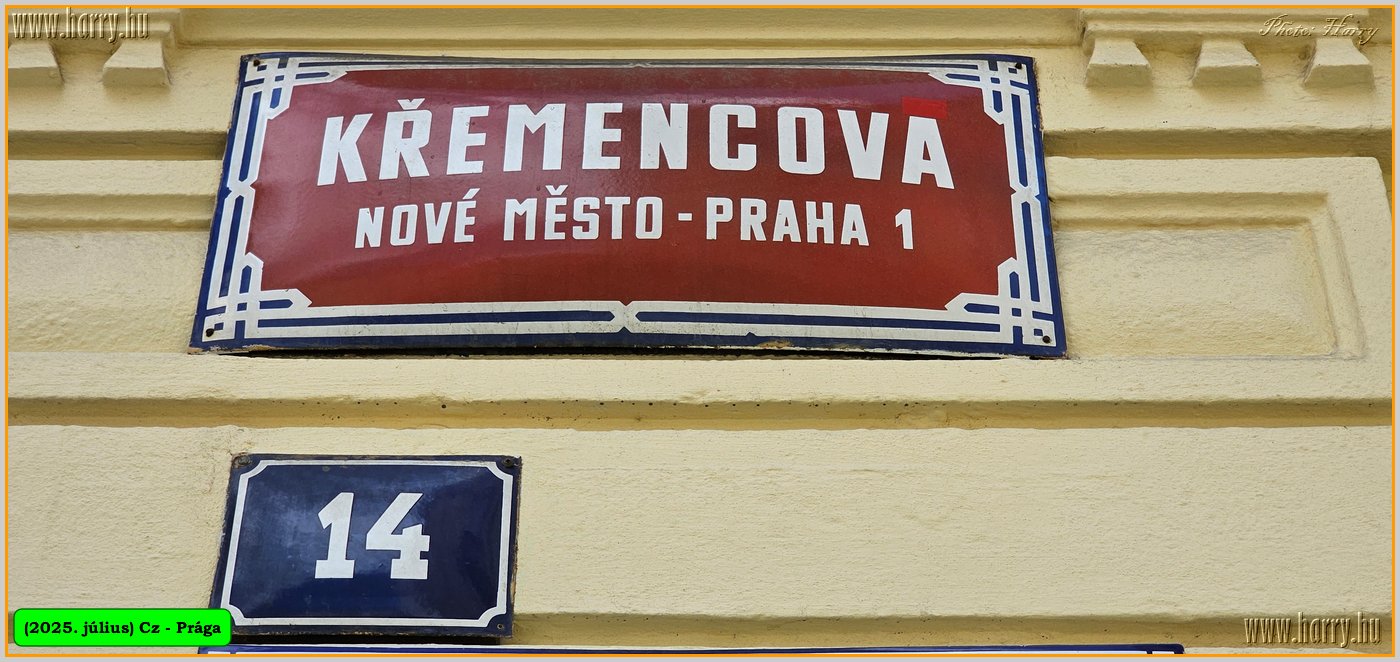 www.harry.hu
Photo: Harry
KŘEMENCOVA
NOVÉ MĚSTO - PRAHA 1
14
(2025. július) Cz - Prága
www.harry.hu